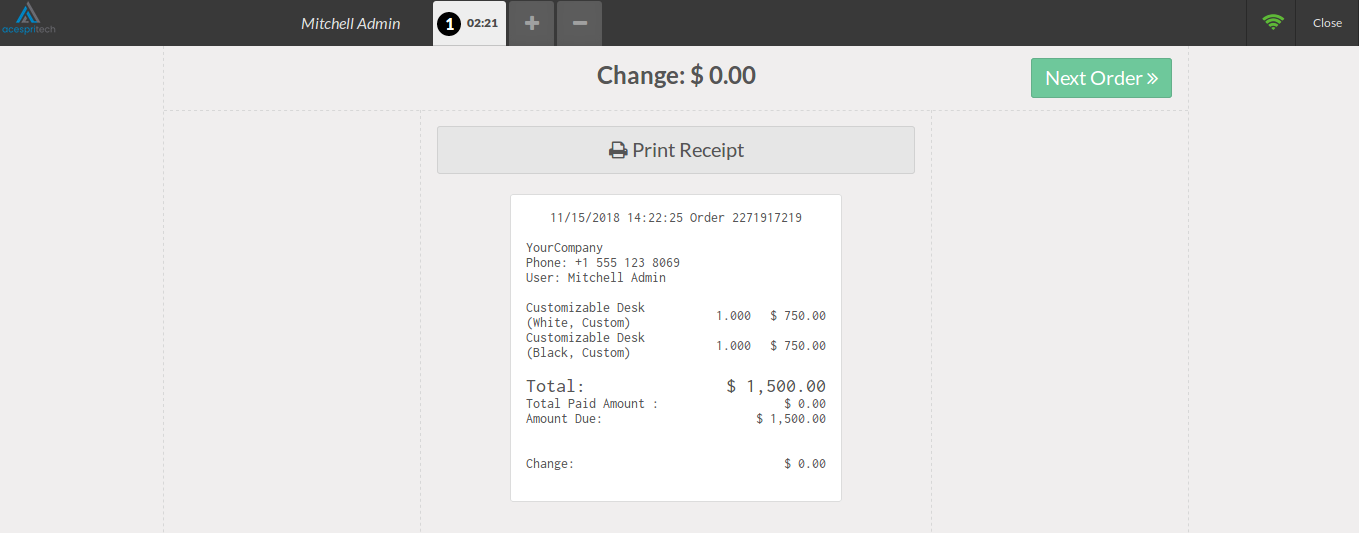 acespritech
Mitchell Admin
1 02:21
Close
Change: $ 0.00
Next Order
Print Receipt
11/15/2018 14:22:25 Order 2271917219
YourCompany
Phone: +1 555 123 8069
User: Mitchell Admin
Customizable Desk
(White, Custom) 1.000 $ 750.00
Customizable Desk
(Black, Custom) 1.000 $ 750.00
Total: $ 1,500.00
Total Paid Amount : $ 0.00
Amount Due: $ 1,500.00
Change: $ 0.00